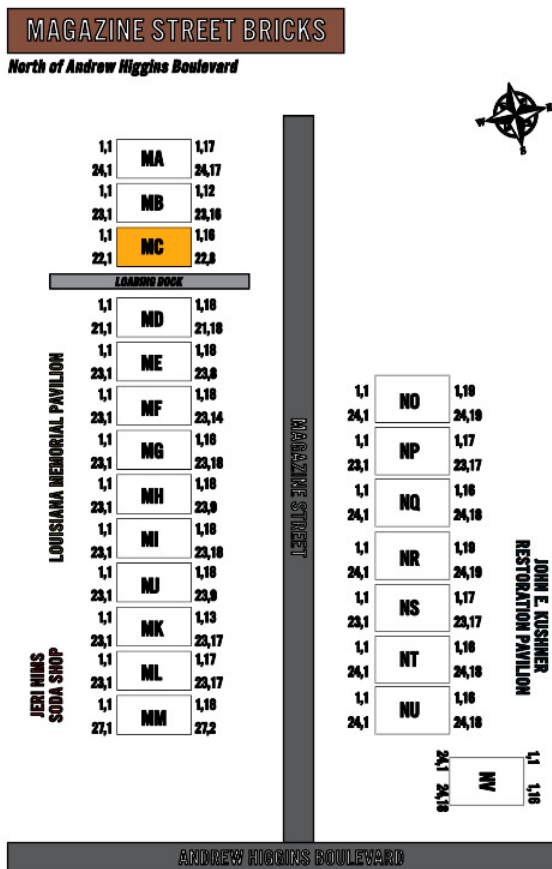 MAGAZINE STREET BRICKS
North of Andrew Higgins Boulevard
W
S
1,1 MA 1,17
24,1 24,17
1,1 MB 1,12
23,1 23,16
1,1 MC 1,16
22,1 22,8
LOADING DOCK
1,1 MD 1,18
21,1 21,18
1,1 ME 1,18
23,1 23,8
1,1 MF 1,18
23,1 23,14
1,1 MG 1,16
23,1 23,18
1,1 MH 1,18
23,1 23,9
1,1 MI 1,18
23,1 23,18
1,1 MJ 1,18
23,1 23,9
1,1 MK 1,13
23,1 23,17
1,1 ML 1,17
23,1 23,17
1,1 MM 1,18
27,1 27,2
LOUISIANA MEMORIAL PAVILION
JERI NIMS
SODA SHOP
MAGAZINE STREET
1,1 NO 1,19
24,1 24,19
1,1 NP 1,17
23,1 23,17
1,1 NQ 1,16
24,1 24,18
1,1 NR 1,19
24,1 24,19
1,1 NS 1,17
23,1 23,17
1,1 NT 1,16
24,1 24,18
1,1 NU 1,16
24,1 24,18
JOHN E. KUSHNER
RESTORATION PAVILION
24,1 NV 1,1
24,18 1,16
ANDREW HIGGINS BOULEVARD